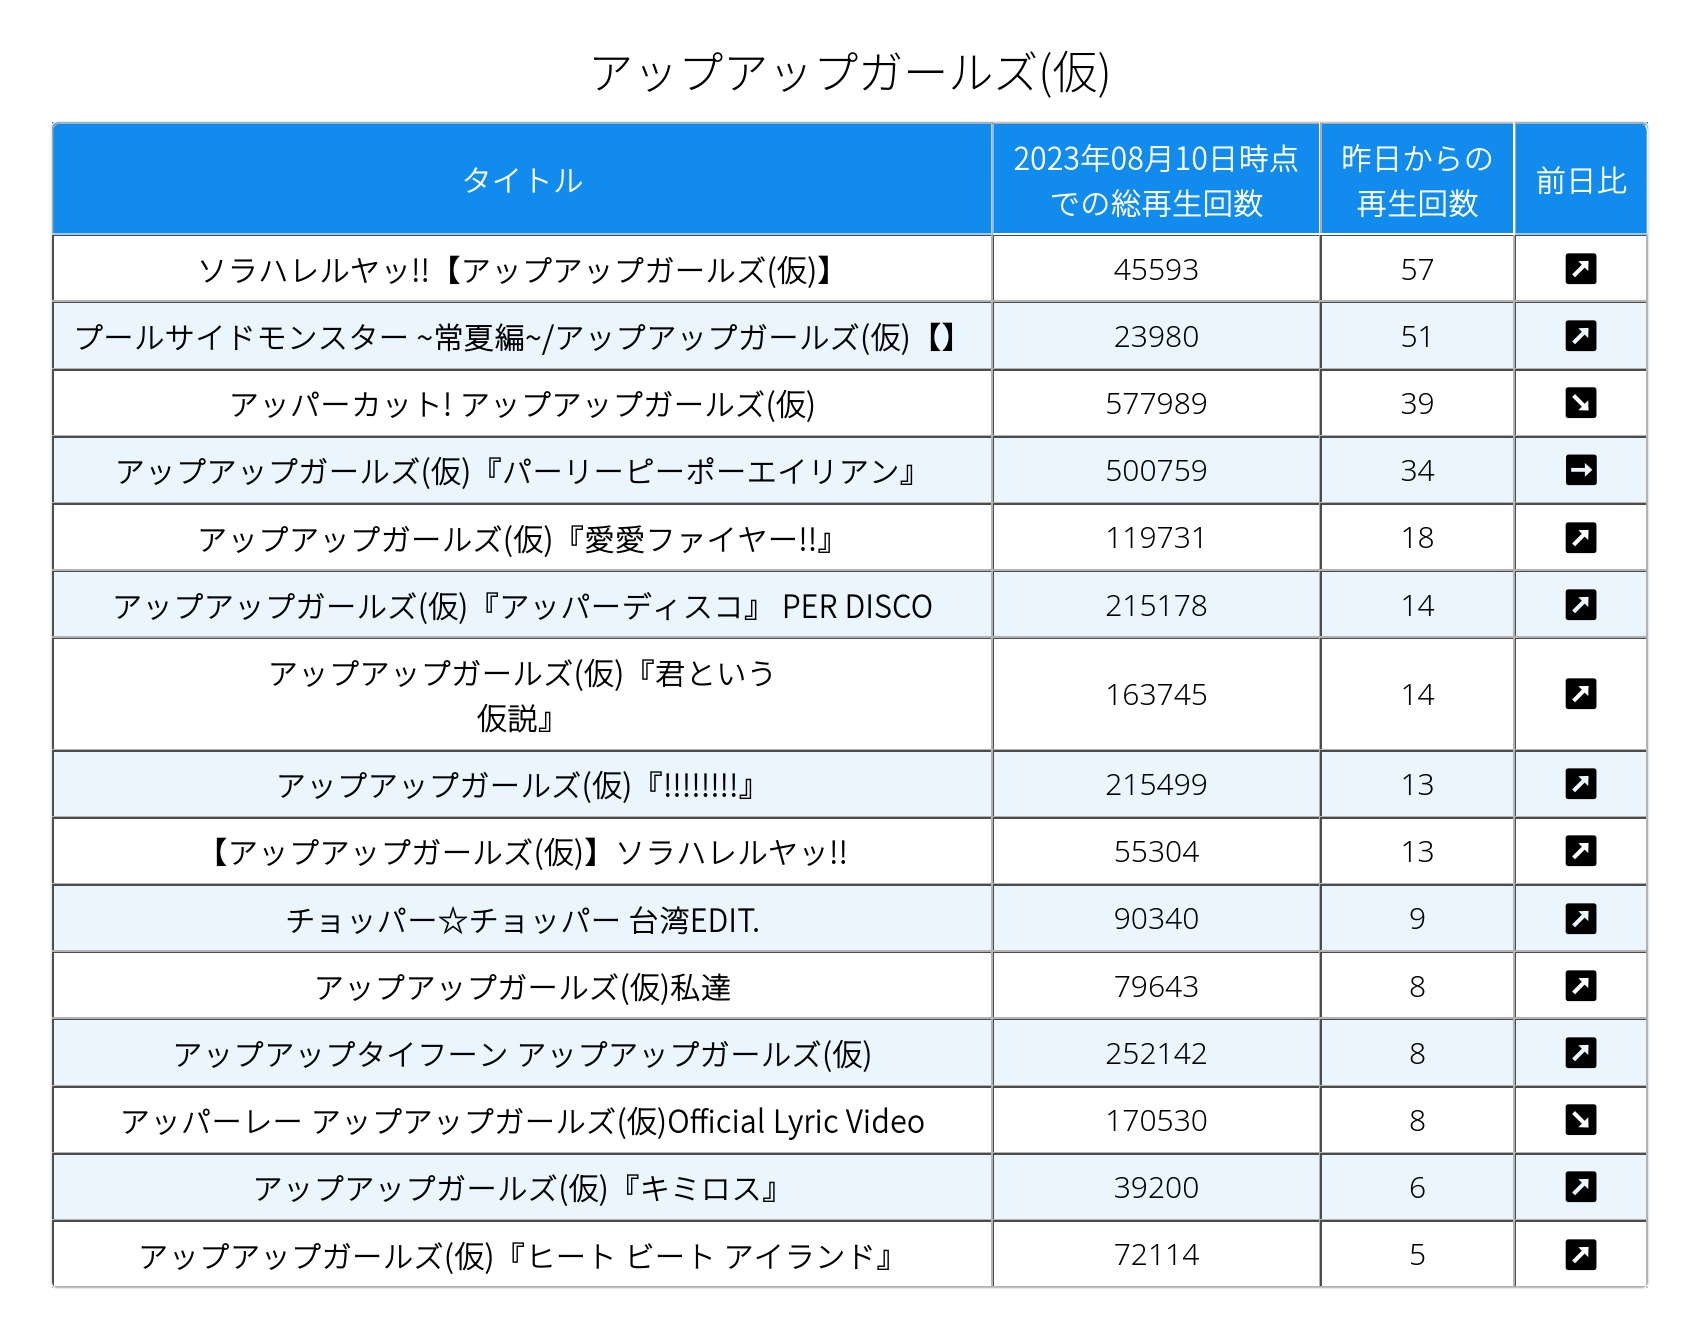 アップアップガールズ(仮)
タイトル 2023年08月10日時点 での総再生回数 昨日からの 再生回数 前日比
ソラハレルヤッ!!【アップアップガールズ(仮)】 45593 57 ↗
プールサイドモンスター ~常夏編~/アップアップガールズ(仮)【】 23980 51 ↗
アッパーカット! アップアップガールズ(仮) 577989 39 ↘
アップアップガールズ(仮)『パーリーピーポーエイリアン』 500759 34 →
アップアップガールズ(仮)『愛愛ファイヤー!!』 119731 18 ↗
アップアップガールズ(仮)『アッパーディスコ』 PER DISCO 215178 14 ↗
アップアップガールズ(仮)『君という
仮説』 163745 14 ↗
アップアップガールズ(仮)『!!!!!!!!』 215499 13 ↗
【アップアップガールズ(仮)】ソラハレルヤッ!! 55304 13 ↗
チョッパー☆チョッパー 台湾EDIT. 90340 9 ↗
アップアップガールズ(仮)私達 79643 8 ↗
アップアップタイフーン アップアップガールズ(仮) 252142 8 ↗
アッパーレー アップアップガールズ(仮)Official Lyric Video 170530 8 ↘
アップアップガールズ(仮)『キミロス』 39200 6 ↗
アップアップガールズ(仮)『ヒート ビート アイランド』 72114 5 ↗